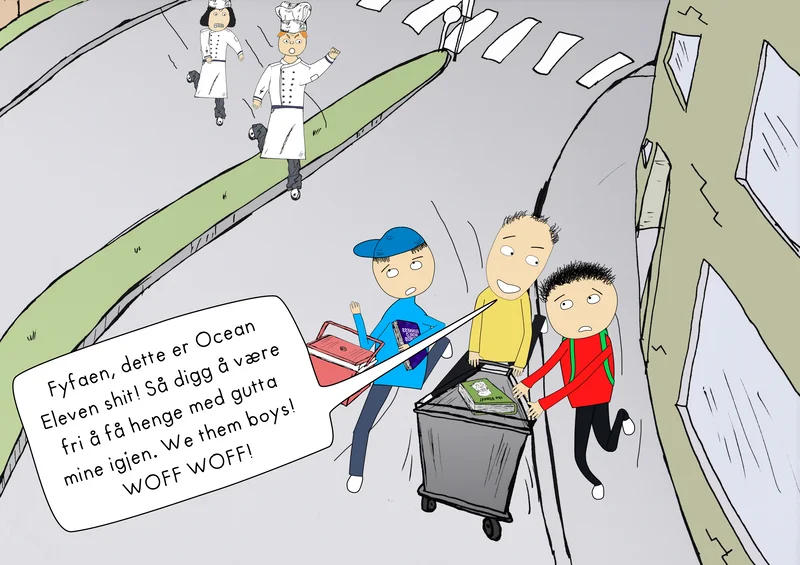 Fyfaen, dette er Ocean
Eleven shit! Så digg å være
fri å få henge med gutta
mine igjen. We them boys!
WOFF WOFF!